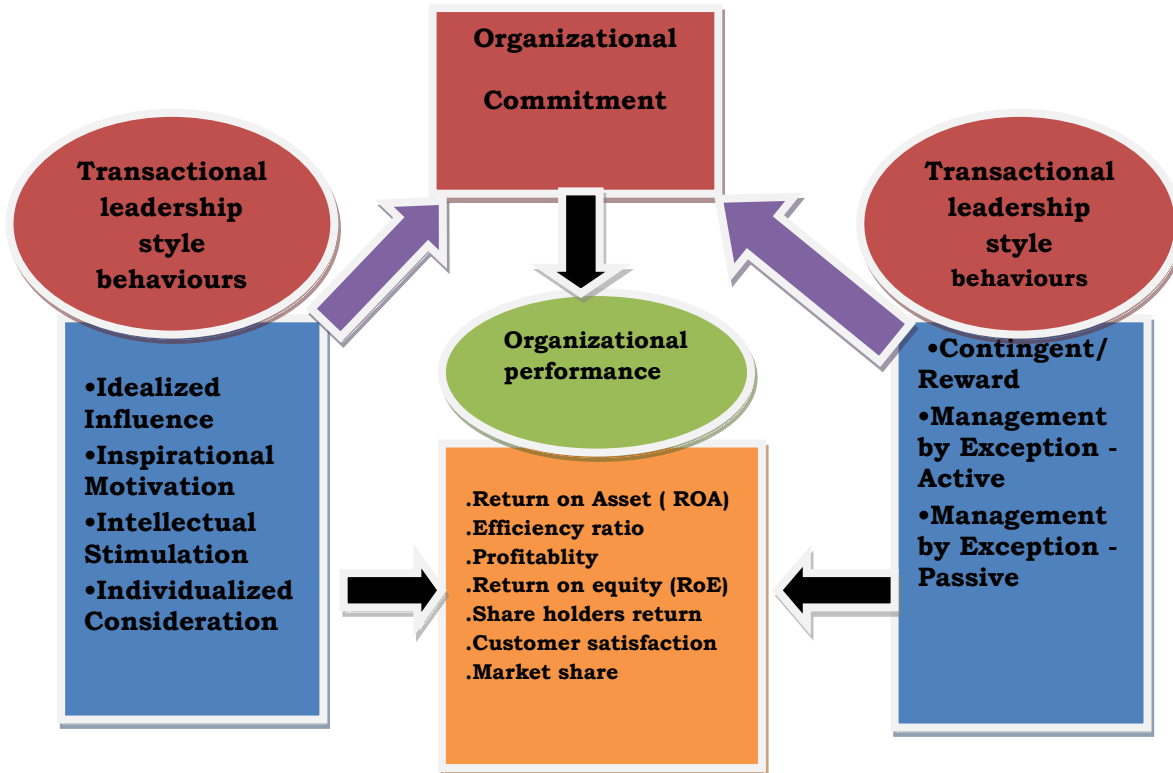 Organizational
Commitment
Transactional
leadership
style
behaviours
•Idealized
Influence
•Inspirational
Motivation
•Intellectual
Stimulation
•Individualized
Consideration
Organizational
performance
.Return on Asset ( ROA)
.Efficiency ratio
.Profitablity
.Return on equity (RoE)
.Share holders return
.Customer satisfaction
.Market share
Transactional
leadership
style
behaviours
•Contingent/
Reward
•Management
by Exception -
Active
•Management
by Exception -
Passive